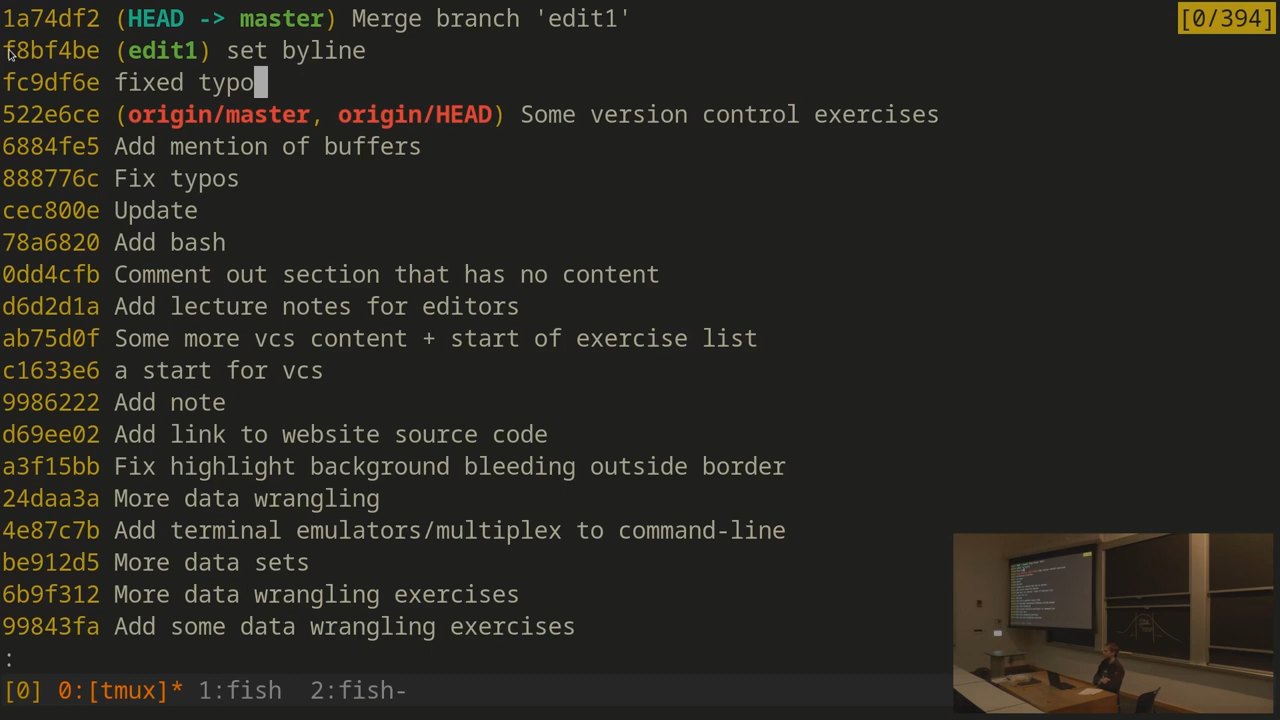 1a74df2 (HEAD -> master) Merge branch 'edit1' [0/394]
f8bf4be (edit1) set byline
fc9df6e fixed typo
522e6ce (origin/master, origin/HEAD) Some version control exercises
6884fe5 Add mention of buffers
888776c Fix typos
cec800e Update
78a6820 Add bash
0dd4cfb Comment out section that has no content
d6d2d1a Add lecture notes for editors
ab75d0f Some more vcs content + start of exercise list
c1633e6 a start for vcs
9986222 Add note
d69ee02 Add link to website source code
a3f15bb Fix highlight background bleeding outside border
24daa3a More data wrangling
4e87c7b Add terminal emulators/multiplex to command-line
be912d5 More data sets
6b9f312 More data wrangling exercises
99843fa Add some data wrangling exercises
:
[0] 0:[tmux]* 1:fish 2:fish-